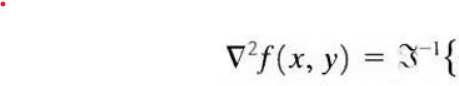 ∇²f(x, y) = ℑ⁻¹{